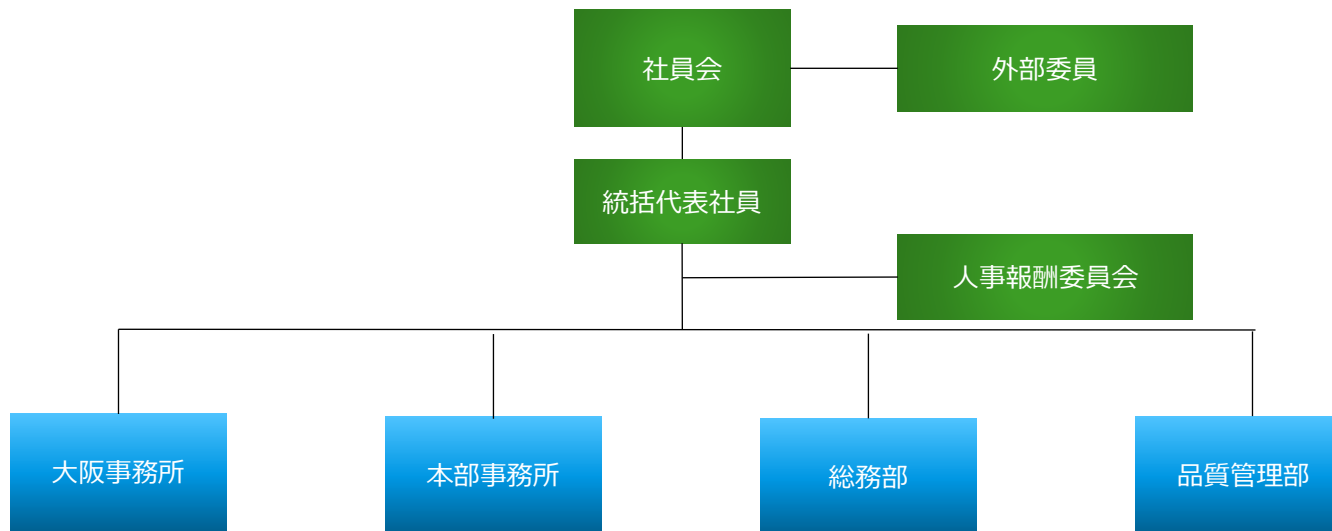 社員会
外部委員
統括代表社員
人事報酬委員会
大阪事務所
本部事務所
総務部
品質管理部